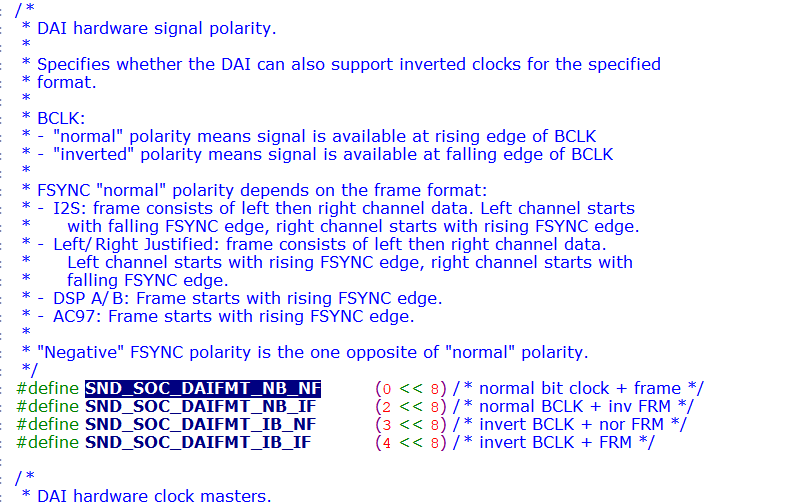 /*
* DAI hardware signal polarity.
*
* Specifies whether the DAI can also support inverted clocks for the specified
* format.
*
* BCLK:
* - "normal" polarity means signal is available at rising edge of BCLK
* - "inverted" polarity means signal is available at falling edge of BCLK
*
* FSYNC "normal" polarity depends on the frame format:
* - I2S: frame consists of left then right channel data. Left channel starts
*      with falling FSYNC edge, right channel starts with rising FSYNC edge.
* - Left/Right Justified: frame consists of left then right channel data.
*      Left channel starts with rising FSYNC edge, right channel starts with
*      falling FSYNC edge.
* - DSP A/B: Frame starts with rising FSYNC edge.
* - AC97: Frame starts with rising FSYNC edge.
*
* "Negative" FSYNC polarity is the one opposite of "normal" polarity.
*/
#define SND_SOC_DAIFMT_NB_NF (0 << 8) /* normal bit clock + frame */
#define SND_SOC_DAIFMT_NB_IF (2 << 8) /* normal BCLK + inv FRM */
#define SND_SOC_DAIFMT_IB_NF (3 << 8) /* invert BCLK + nor FRM */
#define SND_SOC_DAIFMT_IB_IF (4 << 8) /* invert BCLK + FRM */
/*
* DAI hardware clock masters.